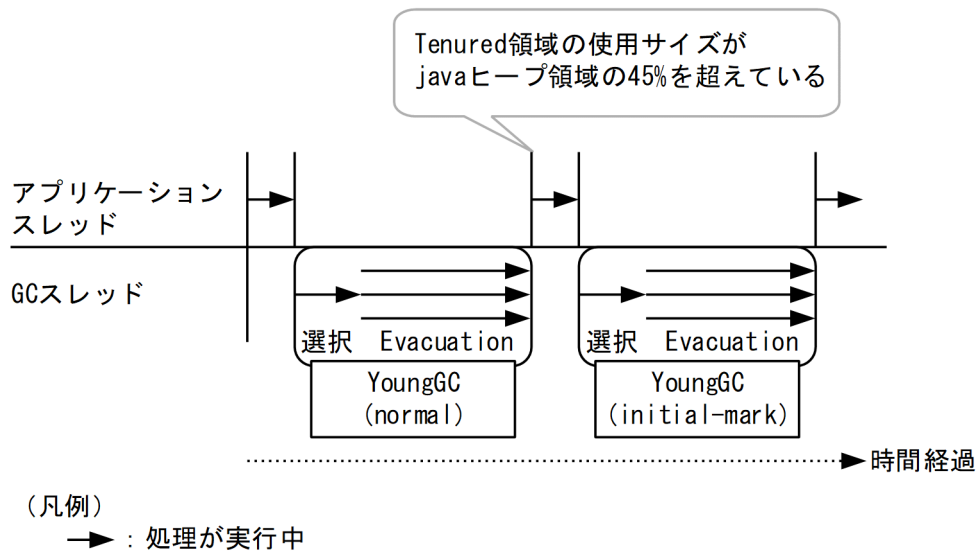 Tenured領域の使用サイズが
javaヒープ領域の45%を超えている
アプリケーション
スレッド
GCスレッド
選択 Evacuation
選択 Evacuation
YoungGC
(normal)
YoungGC
(initial-mark)
時間経過
(凡例)
:処理が実行中